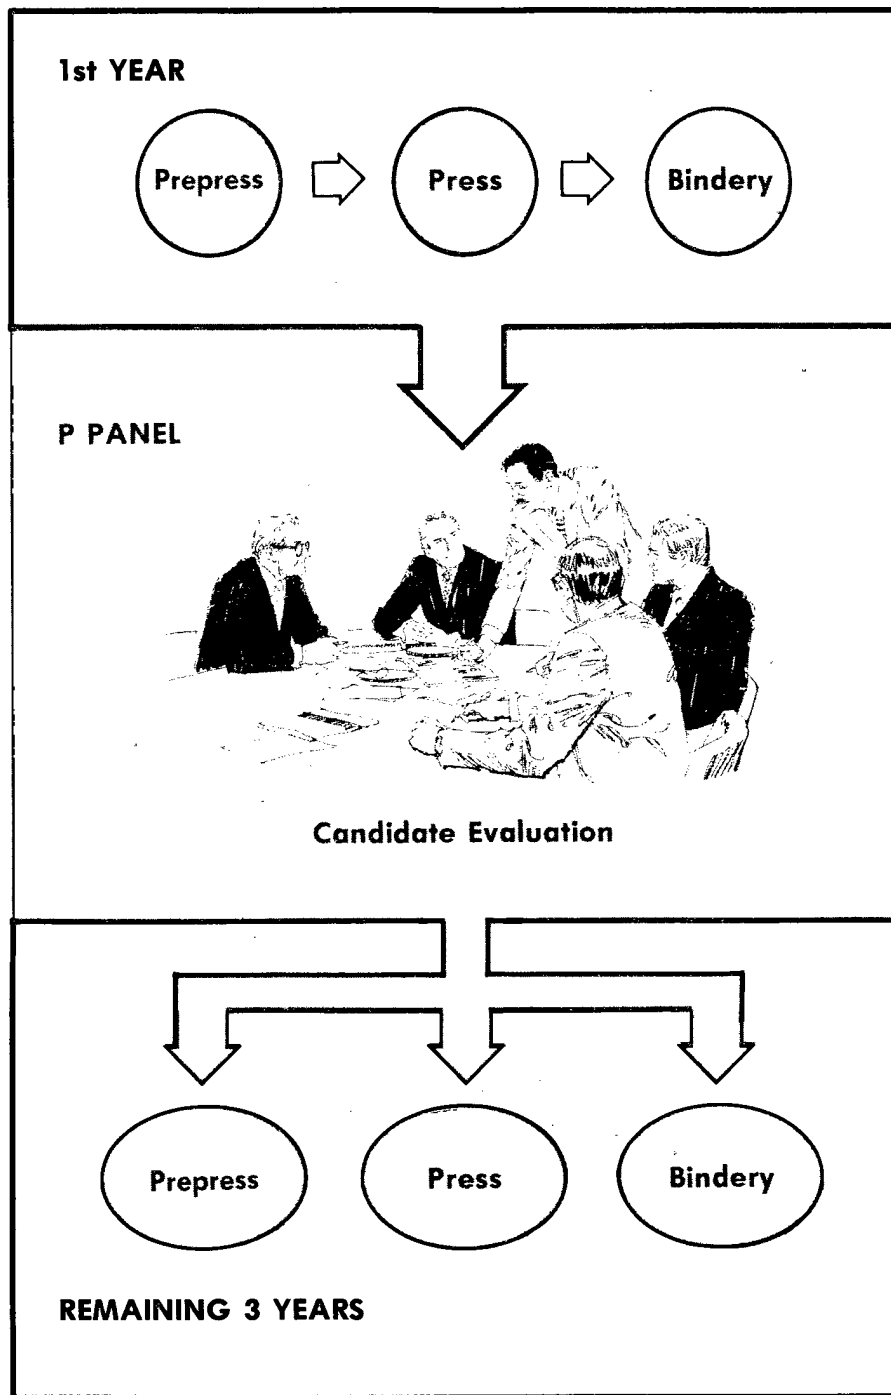 1st YEAR
Prepress
Press
Bindery
P PANEL
Candidate Evaluation
Prepress
Press
Bindery
REMAINING 3 YEARS